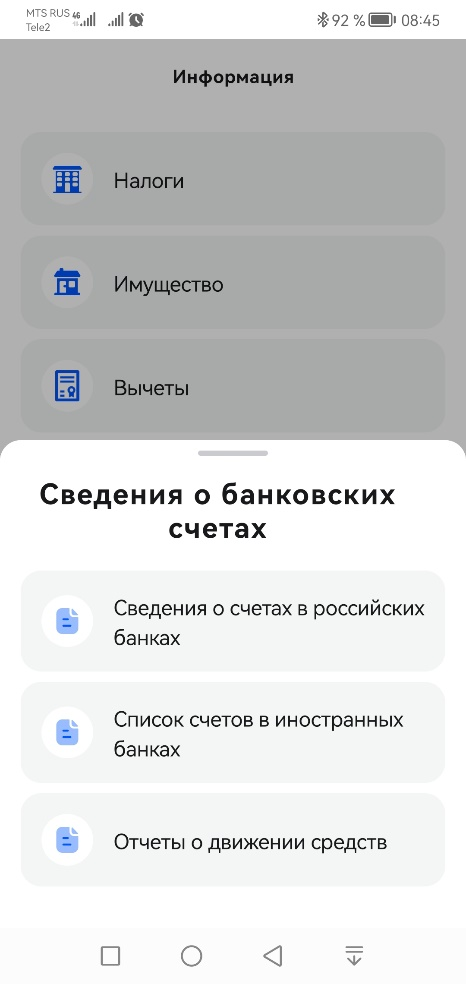 MTS RUS 4G
Tele2
92 % 08:45
Информация
Налоги
Имущество
Вычеты
Сведения о банковских
счетах
Сведения о счетах в российских
банках
Список счетов в иностранных
банках
Отчеты о движении средств